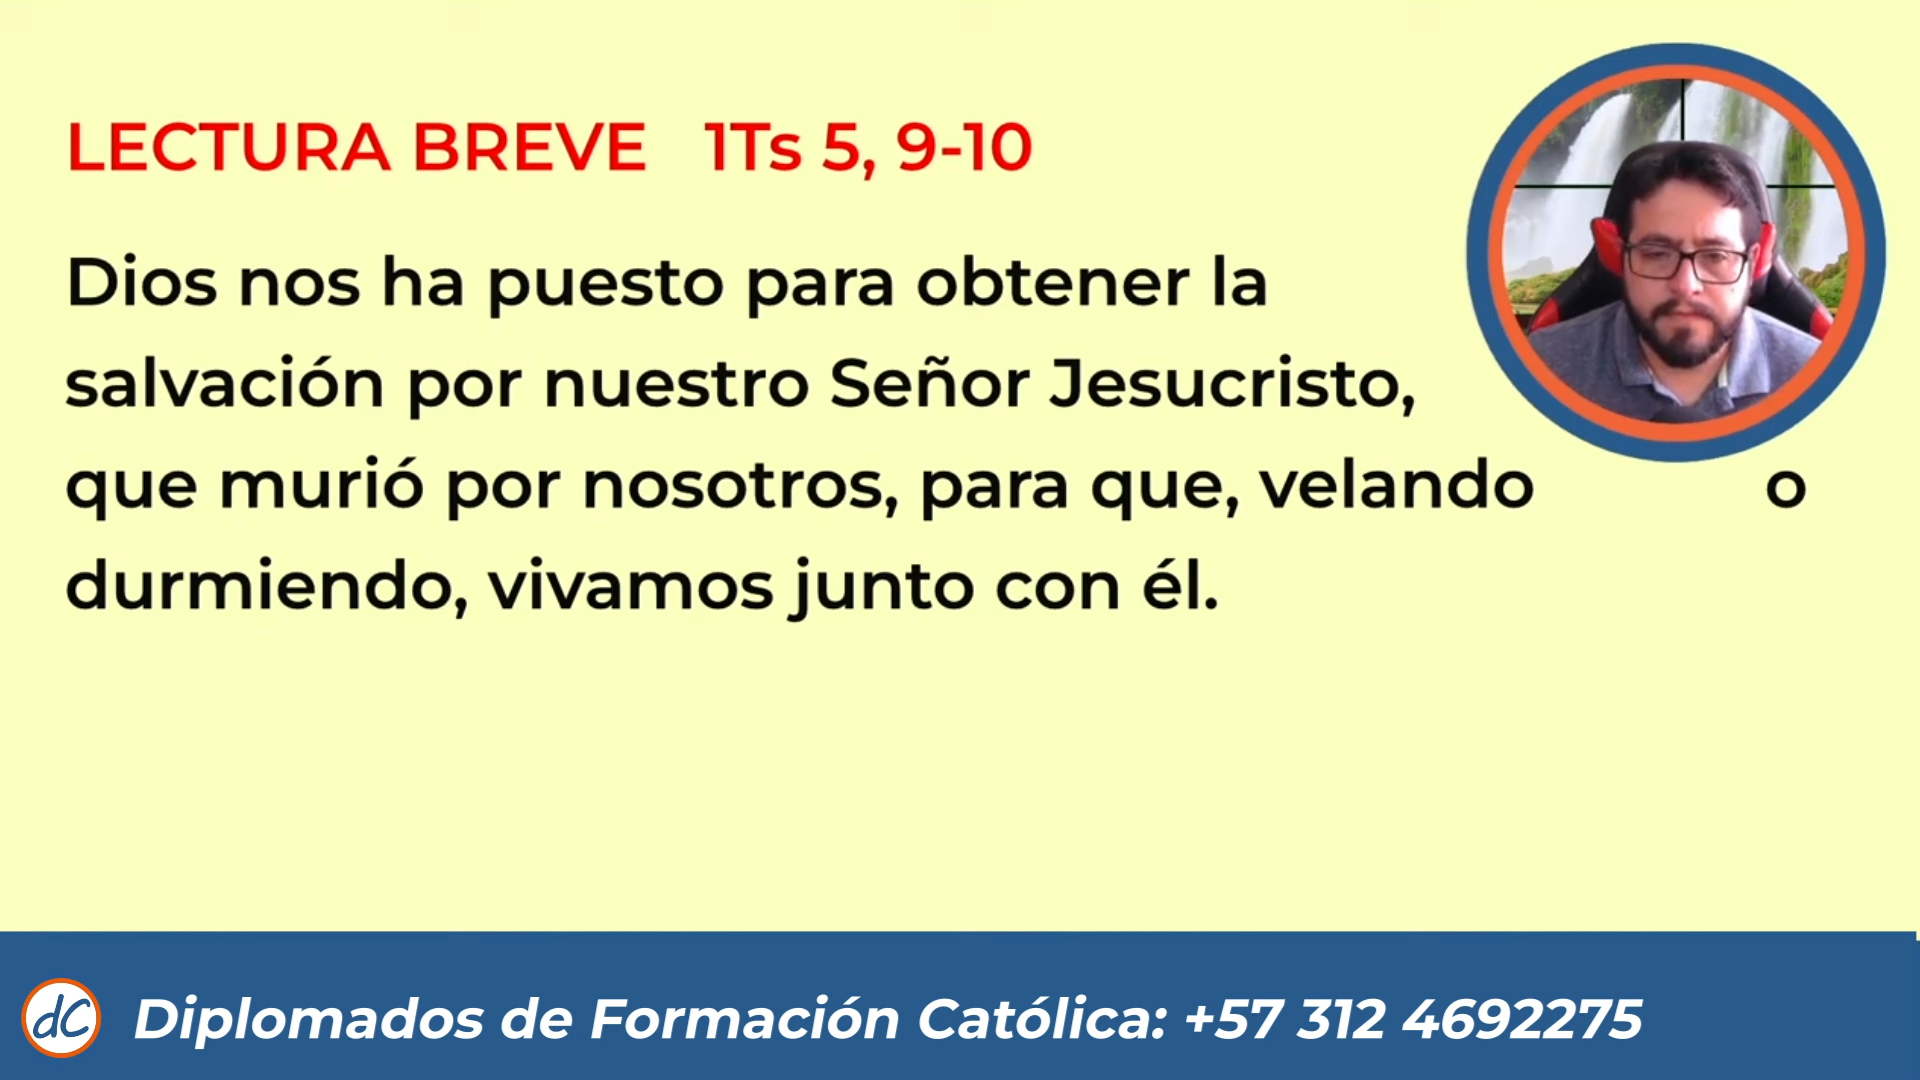 LECTURA BREVE 1Ts 5, 9-10
Dios nos ha puesto para obtener la
salvación por nuestro Señor Jesucristo,
que murió por nosotros, para que, velando o
durmiendo, vivamos junto con él.
dC Diplomados de Formación Católica: +57 312 4692275